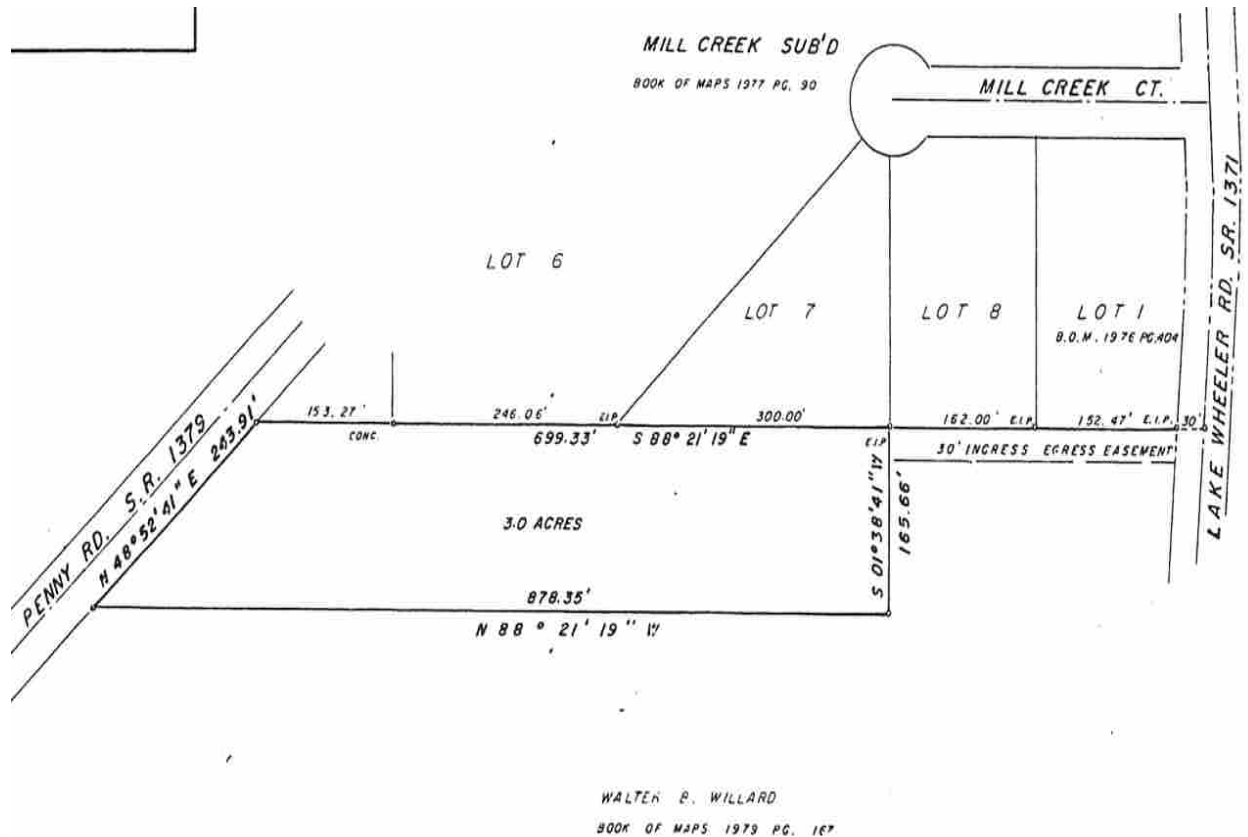 MILL CREEK SUB'D
BOOK OF MAPS 1977 PG. 90
MILL CREEK CT.
LAKE WHEELER RD. SR. 1371
LOT 6
LOT 7
LOT 8
LOT 1
B.O.M. 1976 PG.404
PENNY RD. S.R. 1379
N 48° 52' 41" E 243.91'
153.27'
246.06'
E.I.P.
300.00'
162.00' E.I.P.
152.47' E.I.P.
30'
CONC.
699.33' S 88° 21' 19" E
E.I.P.
30' INGRESS EGRESS EASEMENT
S 01° 38' 41" W
165.66'
3.0 ACRES
878.35'
N 88° 21' 19" W
WALTER B. WILLARD
BOOK OF MAPS 1979 PG. 167